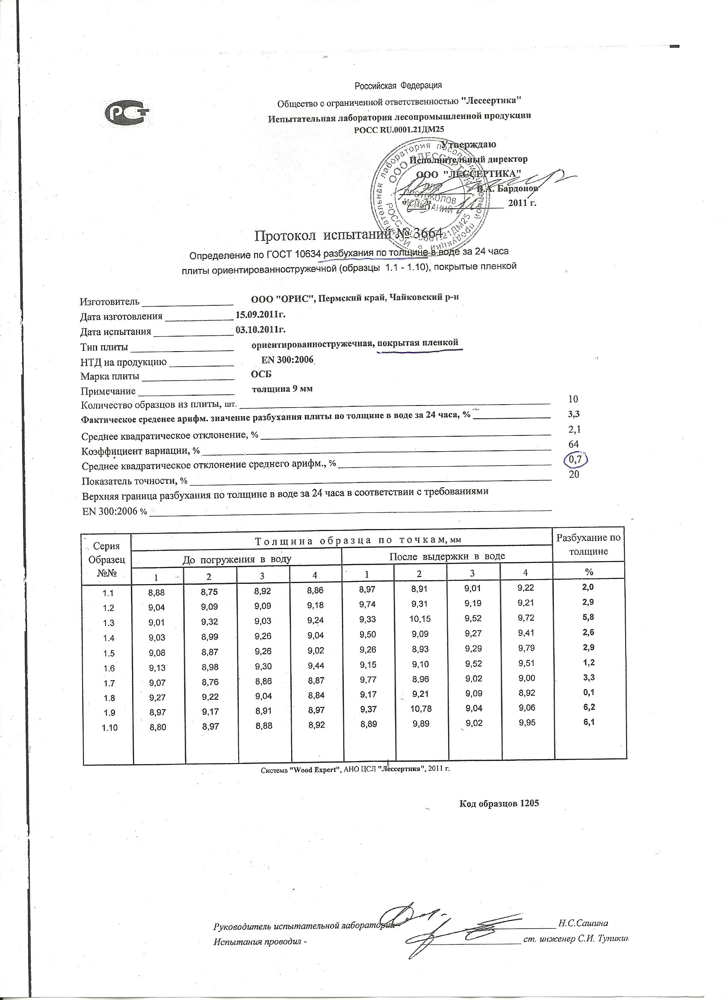 Российская Федерация
Общество с ограниченной ответственностью "Лессертика"
Испытательная лаборатория лесопромышленной продукции
РОСС RU.0001.21ДМ25
РСТ
Утверждаю
Исполнительный директор
ООО "ЛЕССЕРТИКА"
В.А. Бардонов
2011 г.
Испытательная лаборатория лесопромышленной продукции
ООО "ЛЕССЕРТИКА"
РОСС RU.0001.21ДМ25
ДЛЯ
ПРОТОКОЛОВ
ИСПЫТАНИЙ
Протокол испытаний № 3664
Определение по ГОСТ 10634 разбухания по толщине в воде за 24 часа
плиты ориентированностружечной (образцы 1.1 - 1.10), покрытые пленкой
Изготовитель ООО "ОРИС", Пермский край, Чайковский р-н
Дата изготовления 15.09.2011г.
Дата испытания 03.10.2011г.
Тип плиты ориентированностружечная, покрытая пленкой
НТД на продукцию EN 300:2006
Марка плиты ОСБ
Примечание толщина 9 мм
Количество образцов из плиты, шт. 10
Фактическое среденее арифм. значение разбухания плиты по толщине в воде за 24 часа, % 3,3
Среднее квадратическое отклонение, % 2,1
Коэффициент вариации, % 64
Среднее квадратическое отклонение среднего арифм., % 0,7
Показатель точности, % 20
Верхняя граница разбухания по толщине в воде за 24 часа в соответствии с требованиями
EN 300:2006 %
Серия Образец №№ Толщина образца по точкам, мм Разбухание по толщине
До погружения в воду После выдержки в воде
1 2 3 4 1 2 3 4 %
1.1 8,88 8,75 8,92 8,86 8,97 8,91 9,01 9,22 2,0
1.2 9,04 9,09 9,09 9,18 9,74 9,31 9,19 9,21 2,9
1.3 9,01 9,32 9,03 9,24 9,33 10,15 9,52 9,72 5,8
1.4 9,03 8,99 9,26 9,04 9,50 9,09 9,27 9,41 2,6
1.5 9,08 8,87 9,26 9,02 9,26 8,93 9,29 9,79 2,9
1.6 9,13 8,98 9,30 9,44 9,15 9,10 9,52 9,51 1,2
1.7 9,07 8,76 8,86 8,87 9,77 8,96 9,02 9,00 3,3
1.8 9,27 9,22 9,04 8,84 9,17 9,21 9,09 8,92 0,1
1.9 8,97 9,17 8,91 8,97 9,37 10,78 9,04 9,06 6,2
1.10 8,80 8,97 8,88 8,92 8,89 9,89 9,02 9,95 6,1
Система "Wood Expert", АНО ЦСЛ "Лессертика", 2011 г.
Код образцов 1205
Руководитель испытательной лаборатории Н.С.Сашина
Испытания проводил - ст. инженер С.И. Тупикин